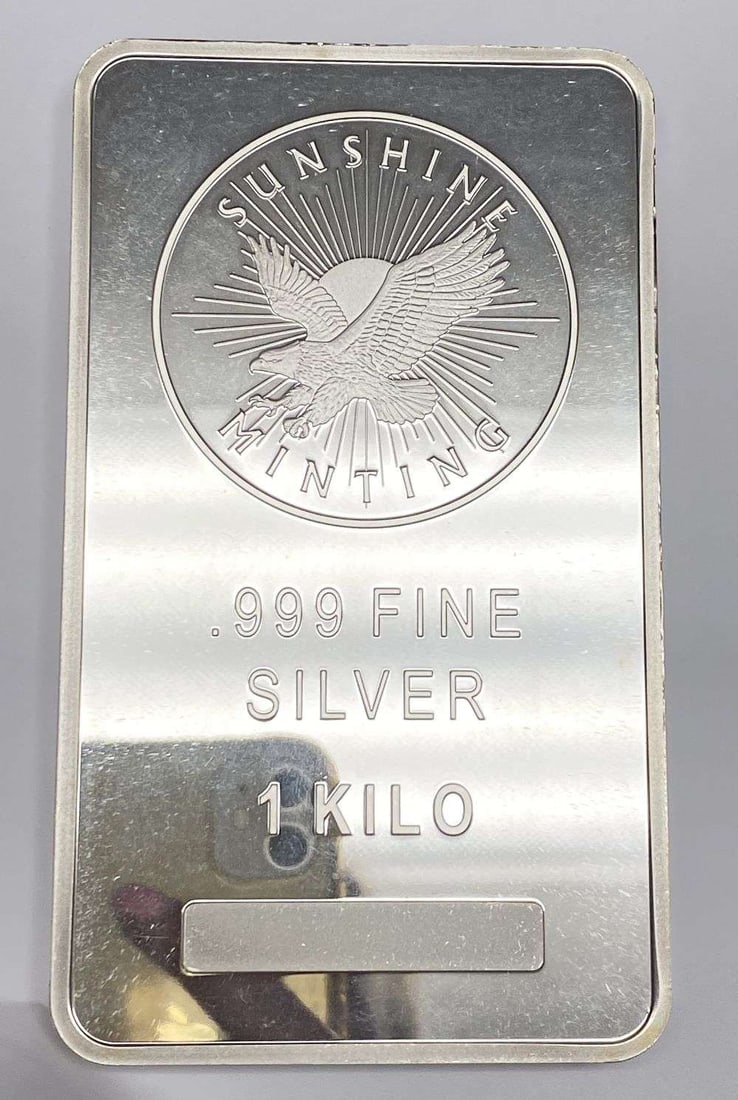 SUNSHINE
MINTING
.999 FINE
SILVER
1 KILO